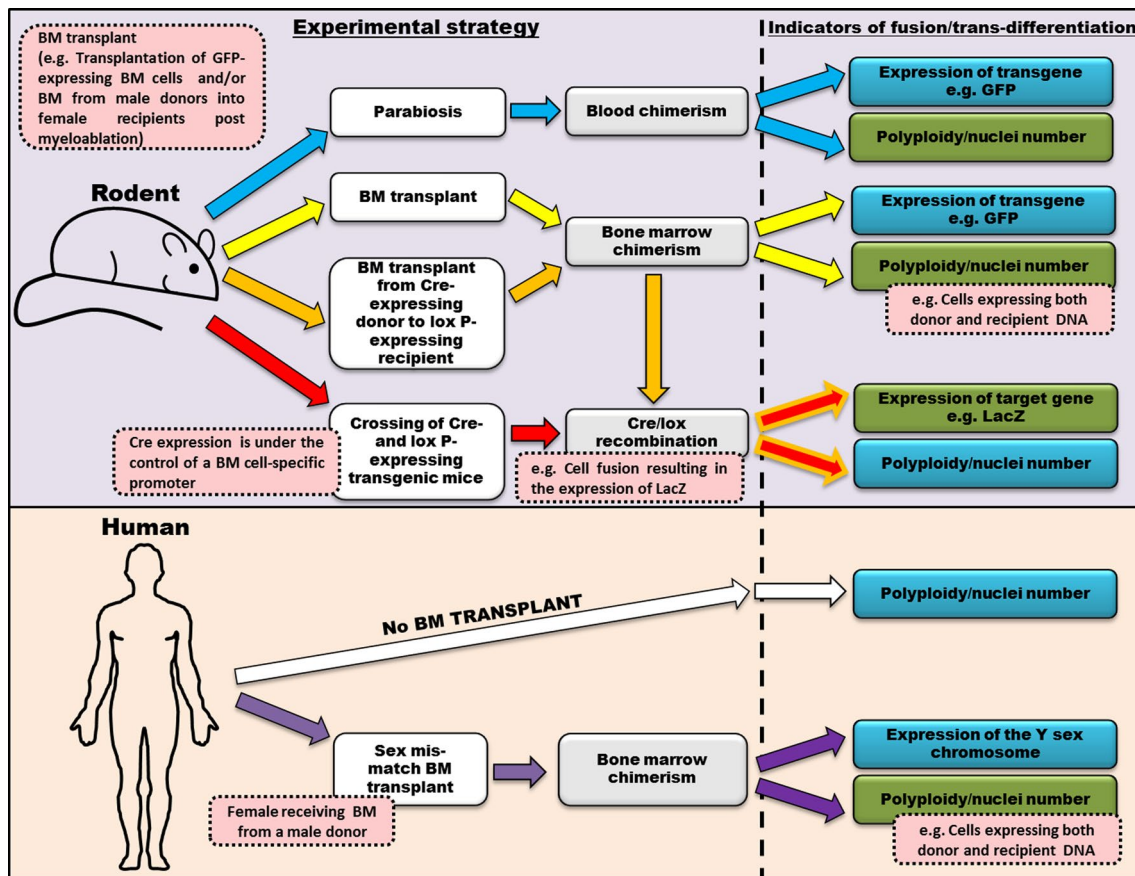 Experimental strategy
Indicators of fusion/trans-differentiation
BM transplant
(e.g. Transplantation of GFP-
expressing BM cells and/or
BM from male donors into
female recipients post
myeloablation)
Rodent
Parabiosis
Blood chimerism
Expression of transgene
e.g. GFP
Polyploidy/nuclei number
BM transplant
Bone marrow
chimerism
Expression of transgene
e.g. GFP
Polyploidy/nuclei number
e.g. Cells expressing both
donor and recipient DNA
BM transplant
from Cre-
expressing
donor to lox P-
expressing
recipient
Crossing of Cre-
and lox P-
expressing
transgenic mice
Cre expression is under the
control of a BM cell-specific
promoter
Cre/lox
recombination
e.g. Cell fusion resulting in
the expression of LacZ
Expression of target gene
e.g. LacZ
Polyploidy/nuclei number
Human
No BM TRANSPLANT
Polyploidy/nuclei number
Sex mis-
match BM
transplant
Female receiving BM
from a male donor
Bone marrow
chimerism
Expression of the Y sex
chromosome
Polyploidy/nuclei number
e.g. Cells expressing both
donor and recipient DNA